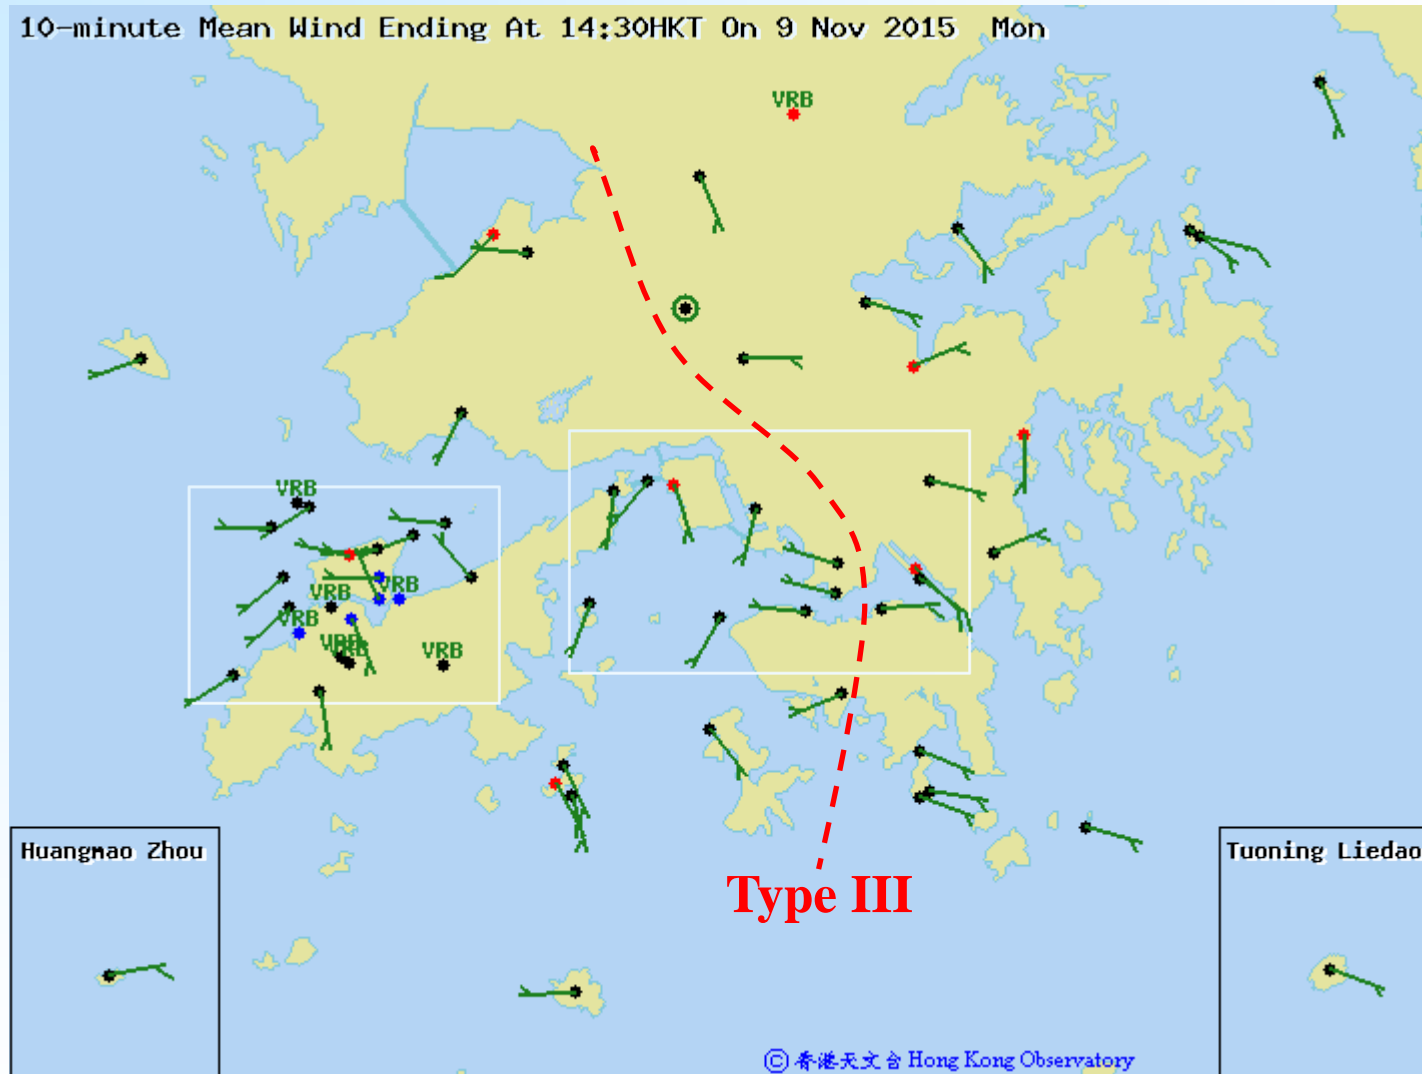 10-minute Mean Wind Ending At 14:30HKT On 9 Nov 2015  Mon
VRB
VRB
VRB
VRB
VRB
VRB
VRB
VRB
Huangmao Zhou
Tuoning Liedao
Type III
© 香港天文台 Hong Kong Observatory